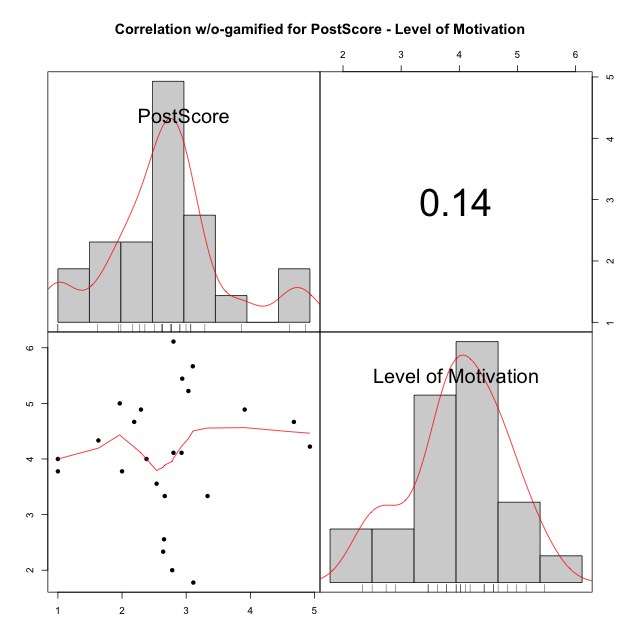 Correlation w/o-gamified for PostScore - Level of Motivation
2 3 4 5 6
PostScore
0.14
5
4
3
2
1
6
5
4
3
2
Level of Motivation
1 2 3 4 5